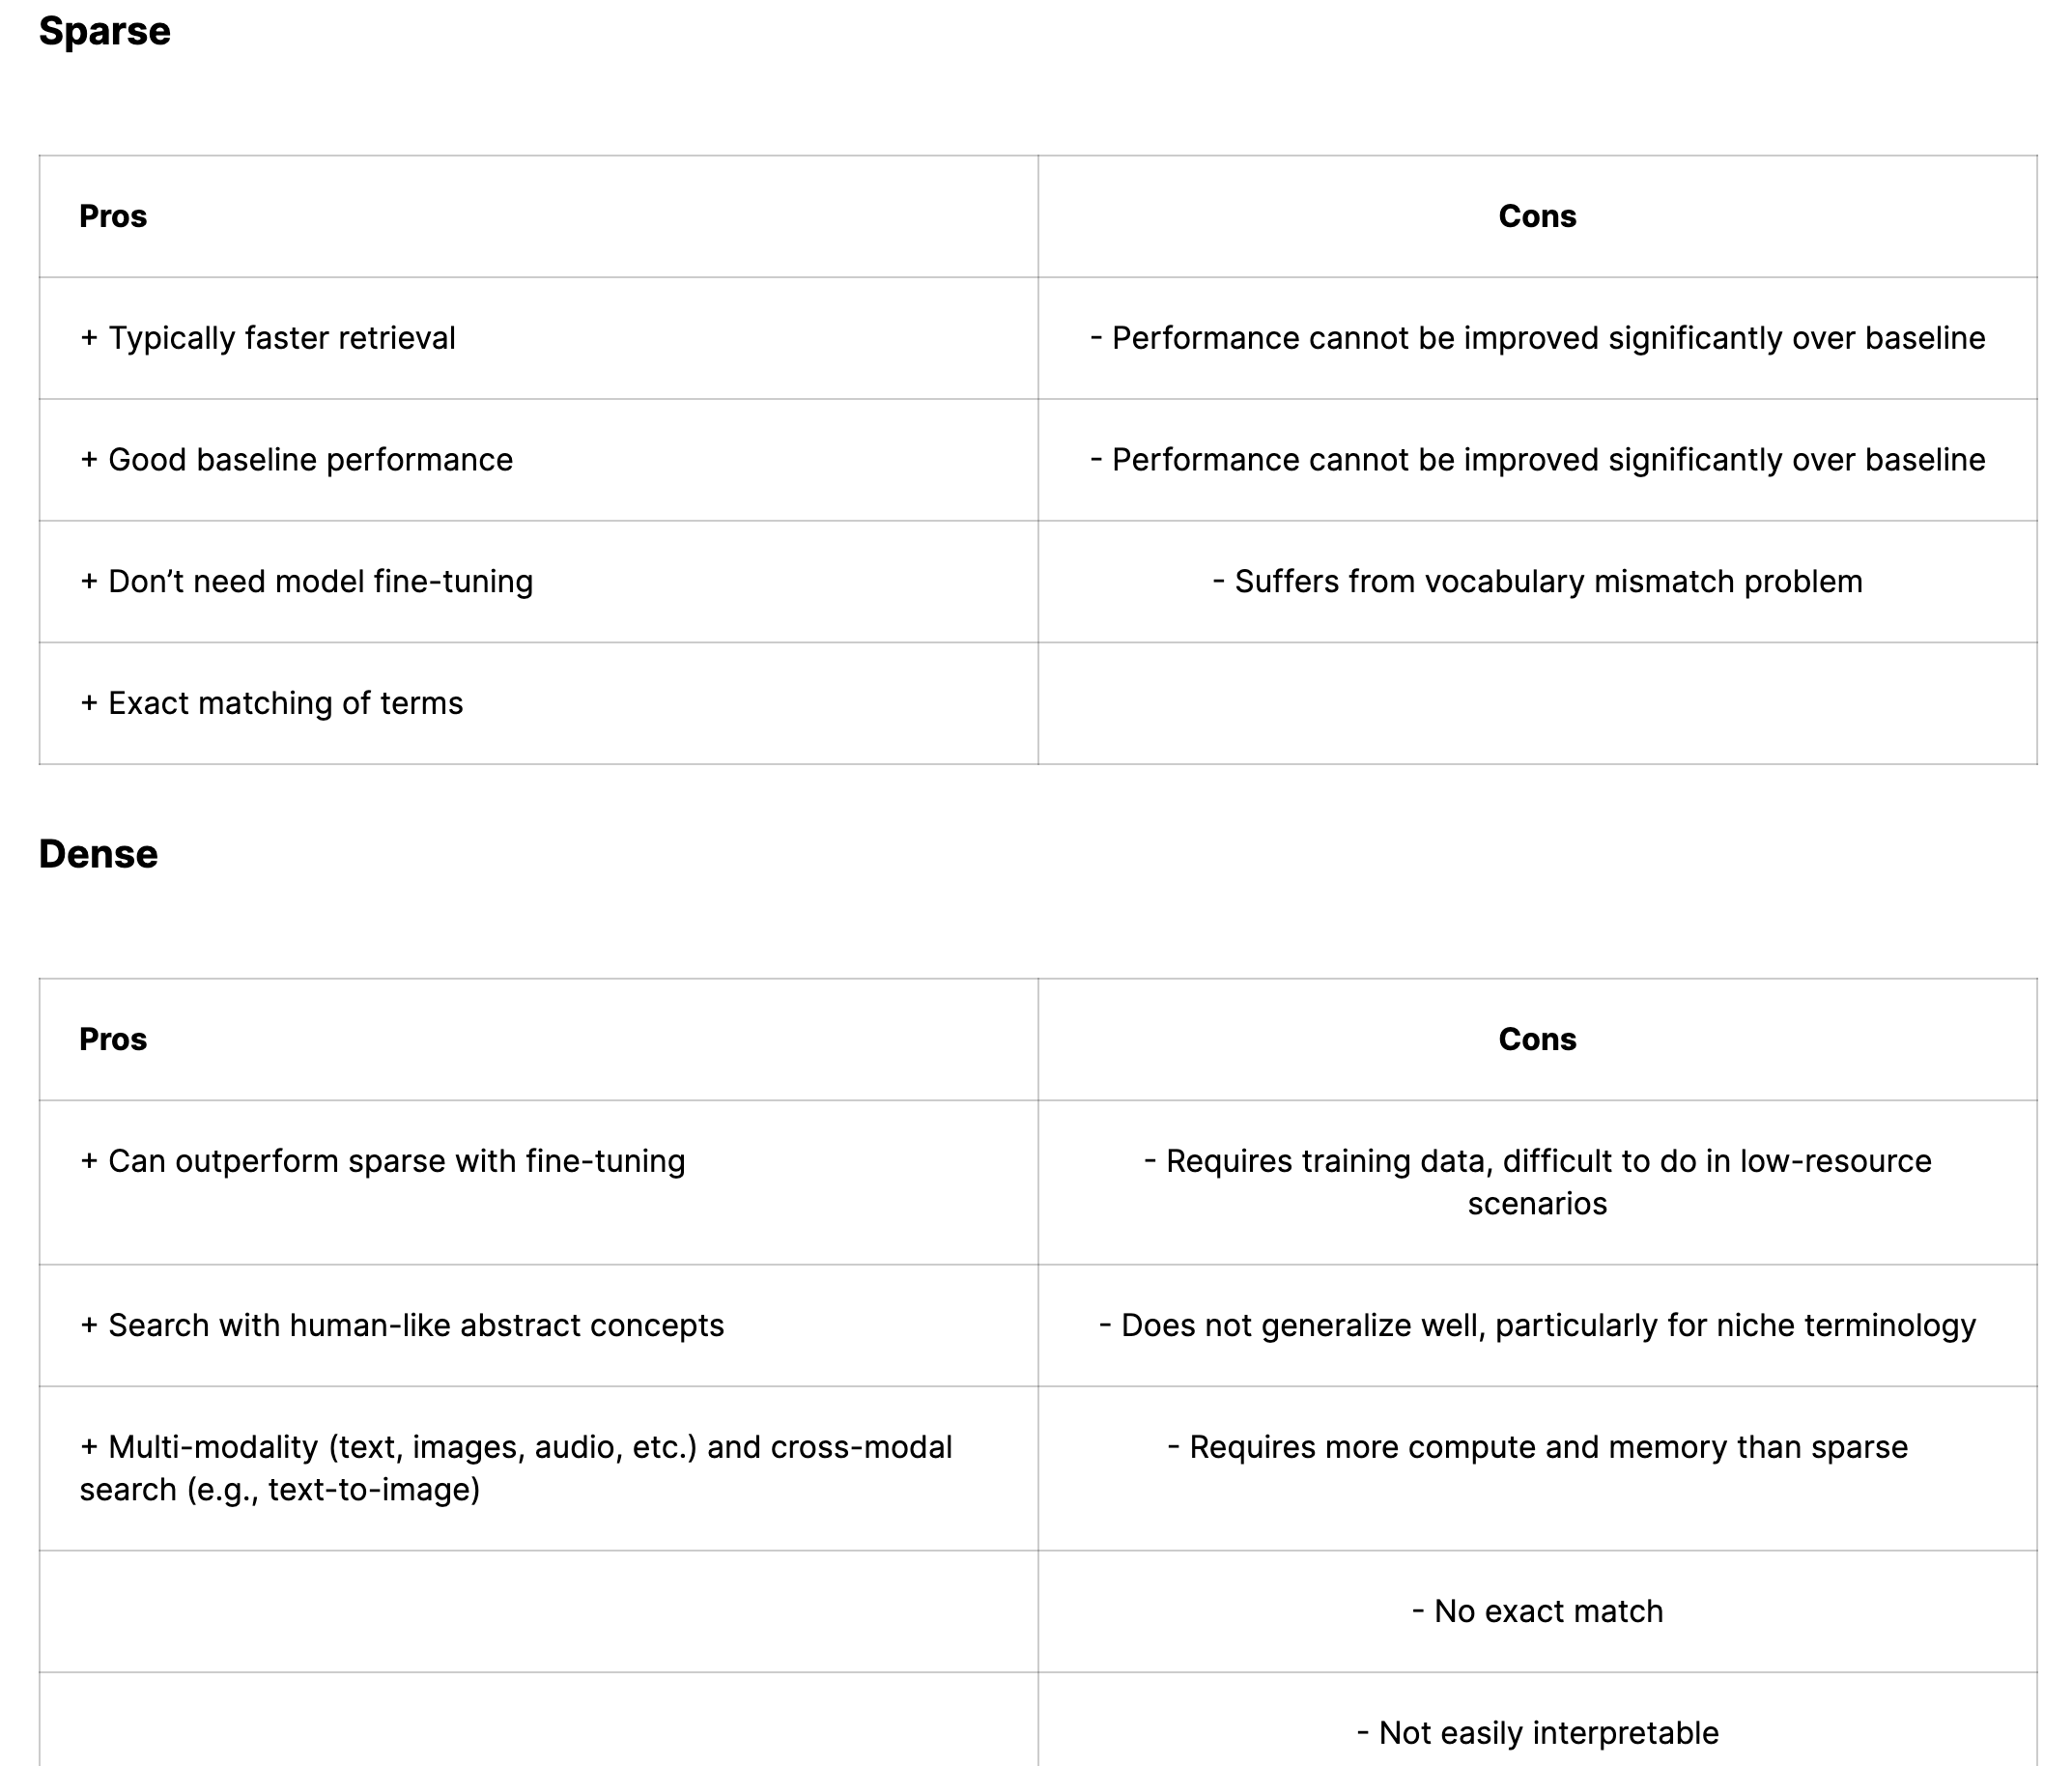 Sparse
Pros
Cons
+ Typically faster retrieval
- Performance cannot be improved significantly over baseline
+ Good baseline performance
- Performance cannot be improved significantly over baseline
+ Don’t need model fine-tuning
- Suffers from vocabulary mismatch problem
+ Exact matching of terms
Dense
Pros
Cons
+ Can outperform sparse with fine-tuning
- Requires training data, difficult to do in low-resource
scenarios
+ Search with human-like abstract concepts
- Does not generalize well, particularly for niche terminology
+ Multi-modality (text, images, audio, etc.) and cross-modal
search (e.g., text-to-image)
- Requires more compute and memory than sparse
- No exact match
- Not easily interpretable